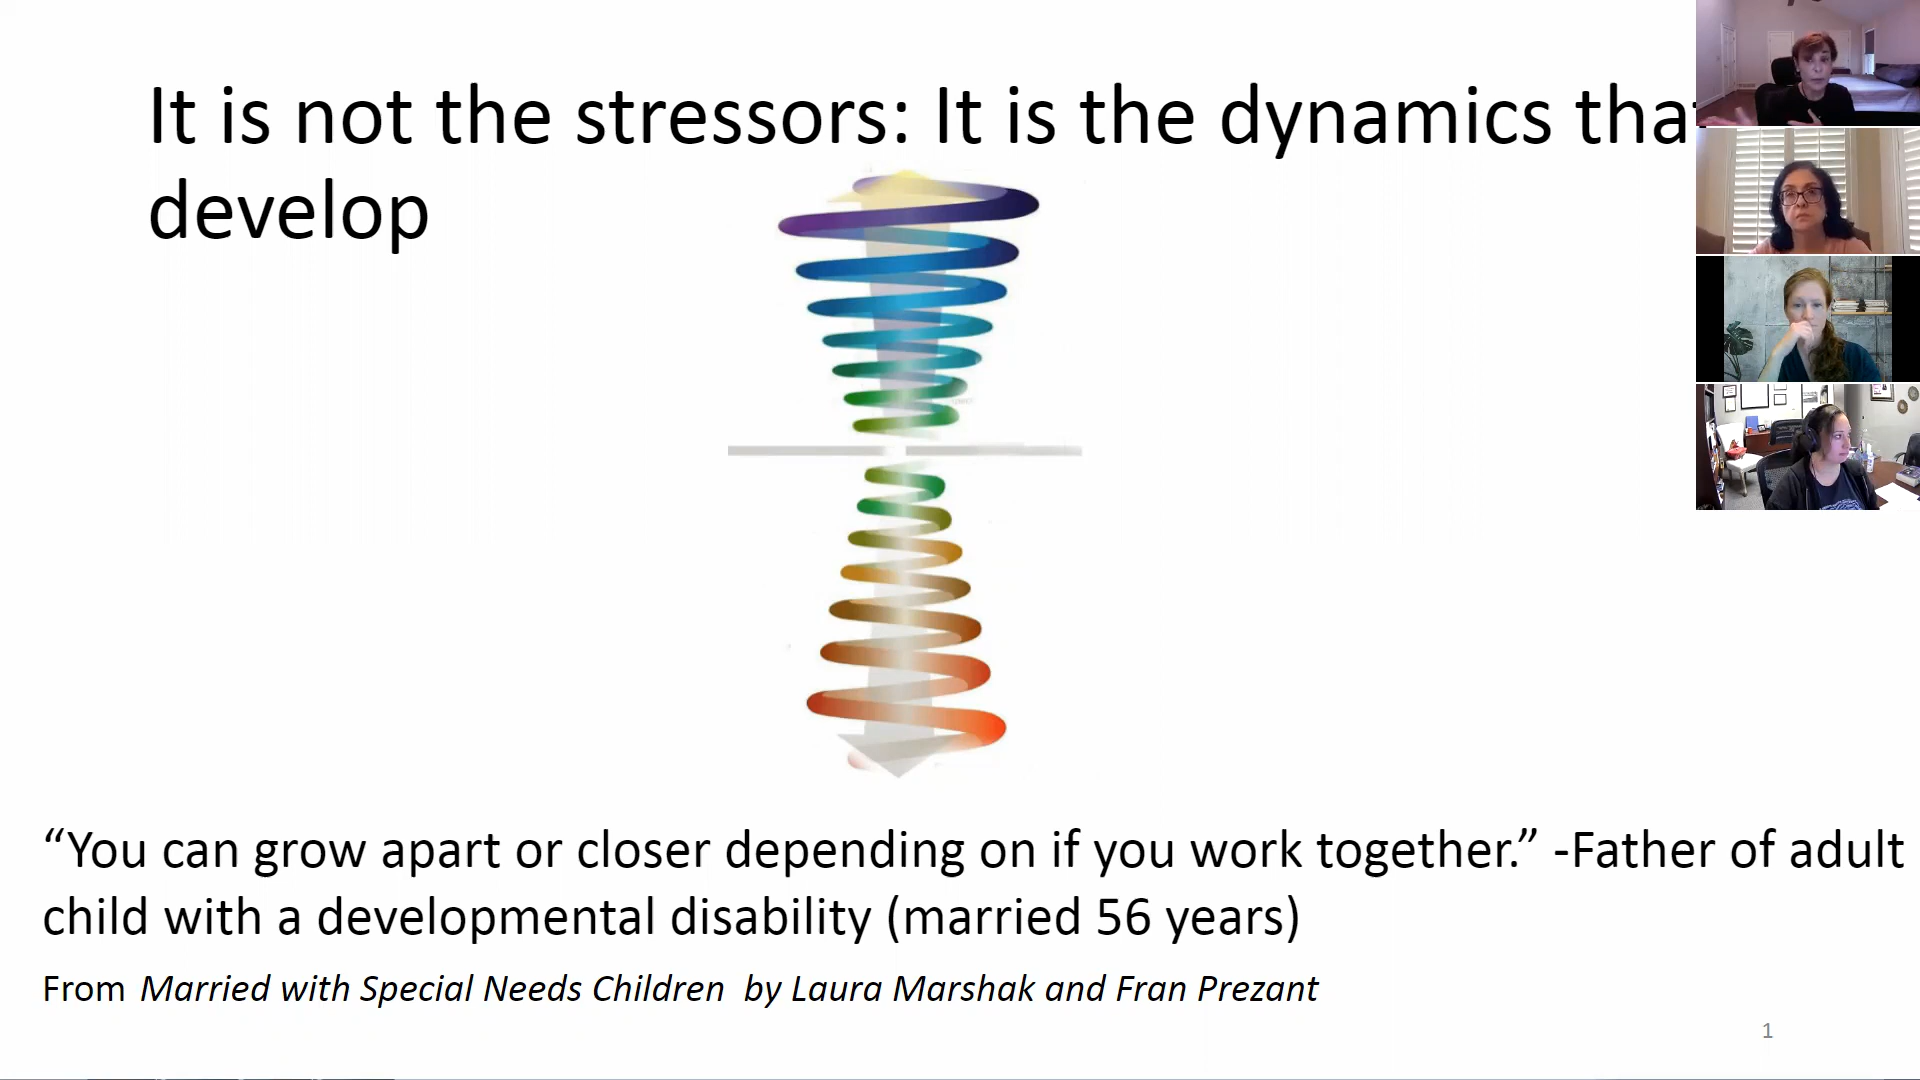 It is not the stressors: It is the dynamics tha
develop
“You can grow apart or closer depending on if you work together.” -Father of adult
child with a developmental disability (married 56 years)
From Married with Special Needs Children by Laura Marshak and Fran Prezant
1